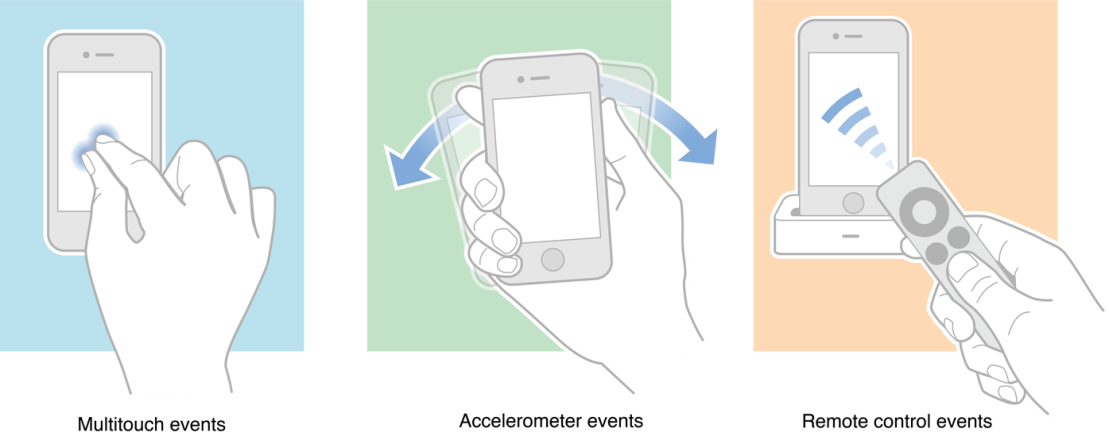 Multitouch events
Accelerometer events
Remote control events